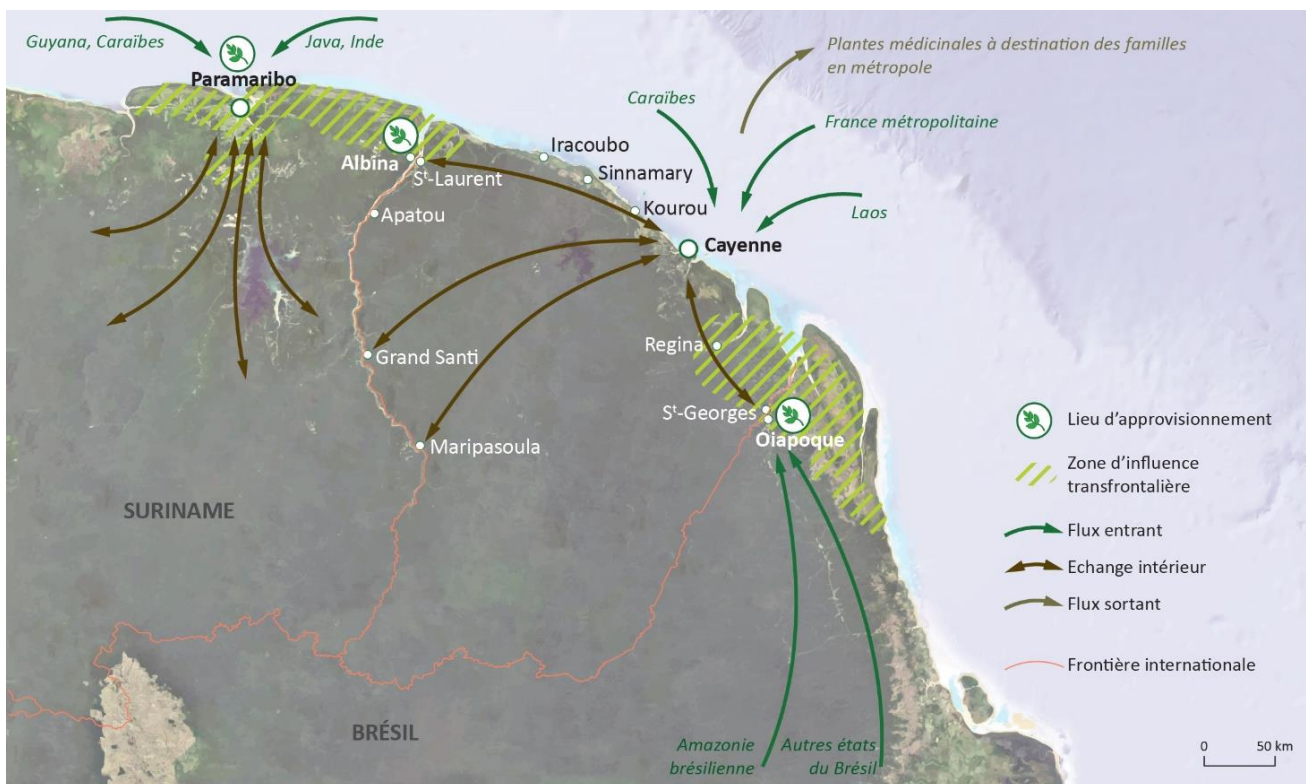 Guyana, Caraïbes
Java, Inde
Paramaribo
Plantes médicinales à destination des familles
en métropole
Caraïbes
France métropolitaine
Albina
Iracoubo
Sᵗ-Laurent
Sinnamary
Apatou
Kourou
Laos
Cayenne
Regina
Grand Santi
Sᵗ-Georges
Oiapoque
Maripasoula
SURINAME
BRÉSIL
Amazonie
brésilienne
Autres états
du Brésil
Lieu d'approvisionnement
Zone d'influence
transfrontalière
Flux entrant
Echange intérieur
Flux sortant
Frontière internationale
0 50 km